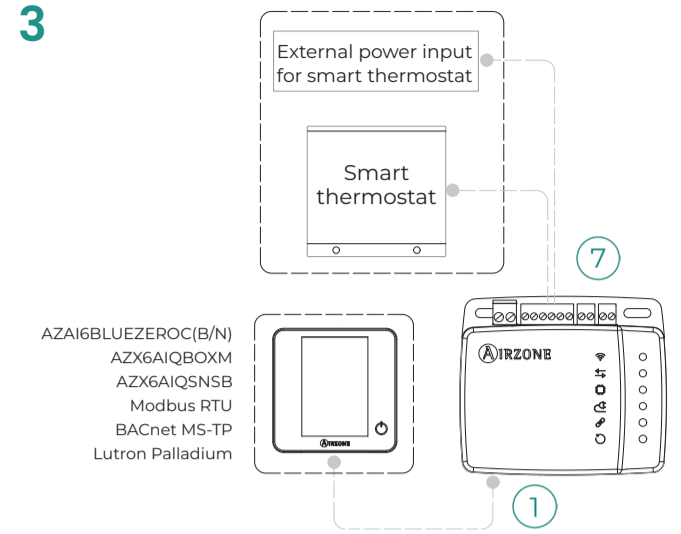 3
External power input
for smart thermostat
Smart
thermostat
7
AIRZONE
AZAI6BLUEZEROC(B/N)
AZX6AIQBOXM
AZX6AIQSNSB
Modbus RTU
BACnet MS-TP
Lutron Palladium
AIRZONE
1